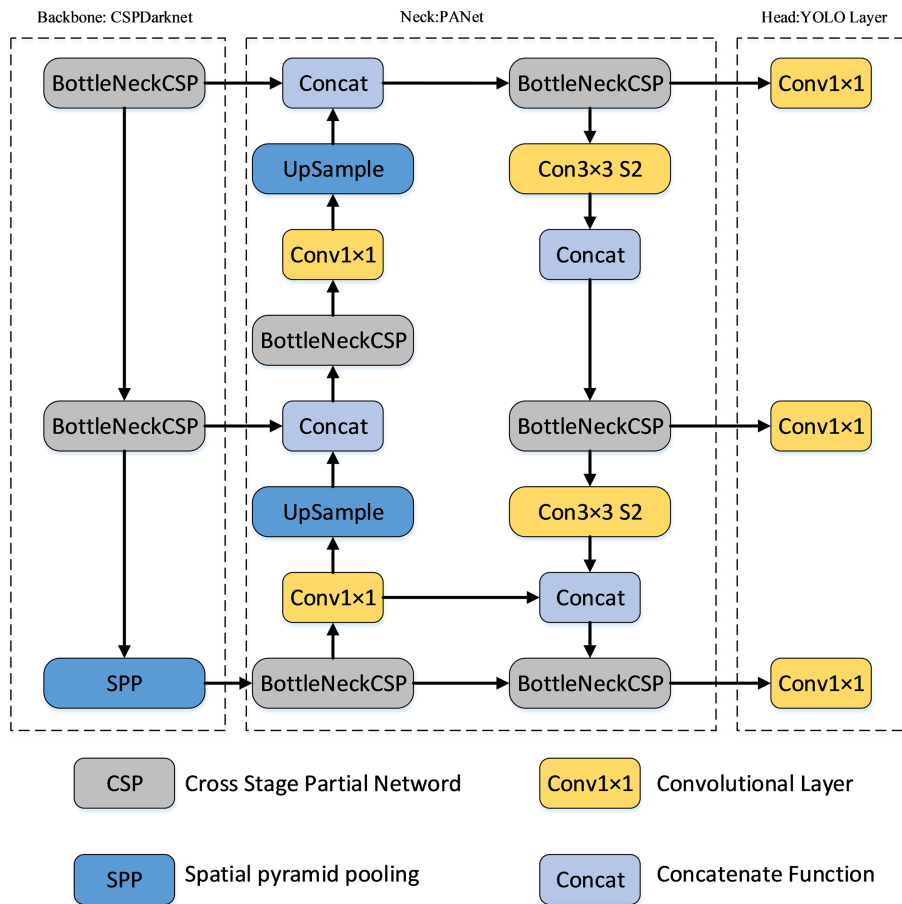 Backbone: CSPDarknet Neck:PANet Head:YOLO Layer
BottleNeckCSP Concat BottleNeckCSP Conv1×1
UpSample Con3×3 S2
Conv1×1 Concat
BottleNeckCSP
BottleNeckCSP Concat BottleNeckCSP Conv1×1
UpSample Con3×3 S2
Conv1×1 Concat
SPP BottleNeckCSP BottleNeckCSP Conv1×1
CSP Cross Stage Partial Netword Conv1×1 Convolutional Layer
SPP Spatial pyramid pooling Concat Concatenate Function